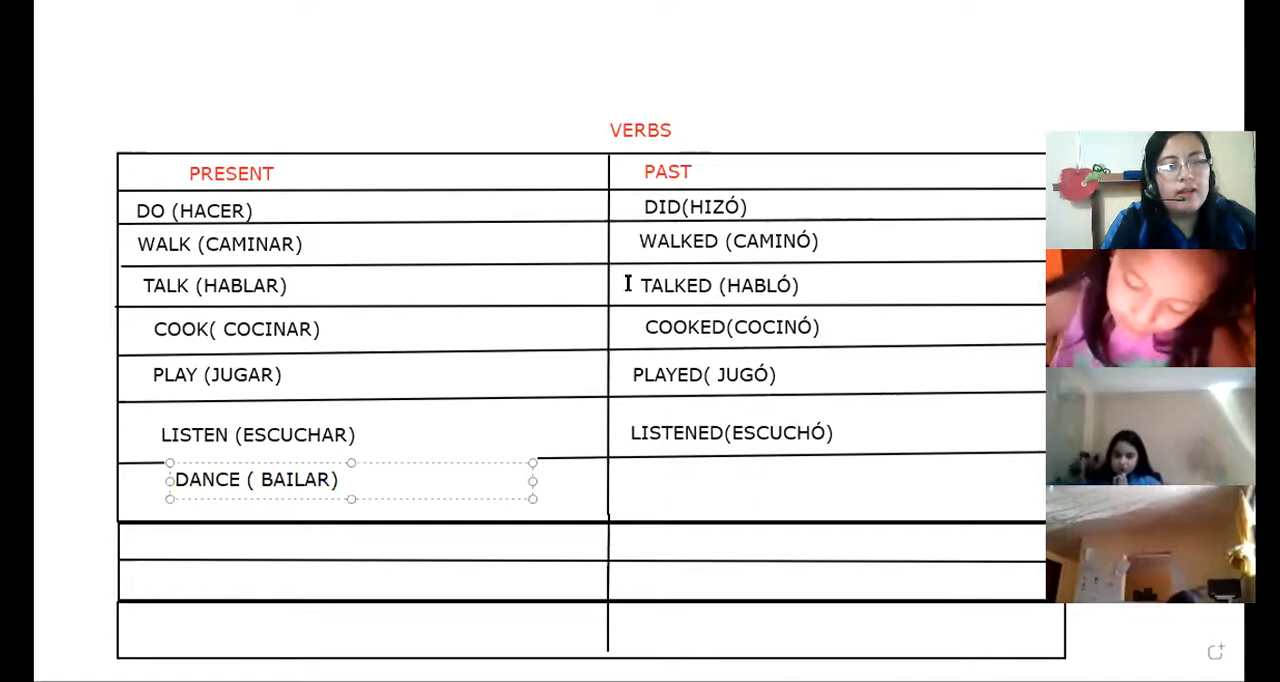 VERBS
PRESENT PAST
DO (HACER) DID(HIZÓ)
WALK (CAMINAR) WALKED (CAMINÓ)
TALK (HABLAR) TALKED (HABLÓ)
COOK( COCINAR) COOKED(COCINÓ)
PLAY (JUGAR) PLAYED( JUGÓ)
LISTEN (ESCUCHAR) LISTENED(ESCUCHÓ)
DANCE ( BAILAR)